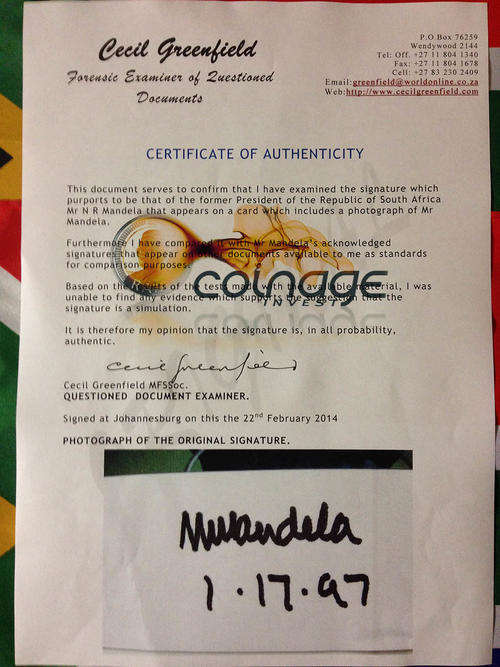 Cecil Greenfield
Forensic Examiner of Questioned
Documents
P.O Box 76259
Wendywood 2144
Tel: Off. +27 11 804 1340
Fax: +27 11 804 1678
Cell: +27 83 230 2409
Email:greenfield@worldonline.co.za
Web:http://www.cecilgreenfield.com
CERTIFICATE OF AUTHENTICITY
This document serves to confirm that I have examined the signature which
purports to be that of the former President of the Republic of South Africa
Mr N R Mandela that appears on a card which includes a photograph of Mr
Mandela.
Furthermore I have compared it with Mr Mandela's acknowledged
signatures that appear on other documents available to me as standards
for comparison purposes.
Based on the results of the tests made with the available material, I was
unable to find any evidence which supports the suggestion that the
signature is a simulation.
It is therefore my opinion that the signature is, in all probability,
authentic.
coinage
INVEST
Cecil Greenfield
Cecil Greenfield MFSSoc.
QUESTIONED DOCUMENT EXAMINER.
Signed at Johannesburg on this the 22nd February 2014
PHOTOGRAPH OF THE ORIGINAL SIGNATURE.
NMandela
1·17·97